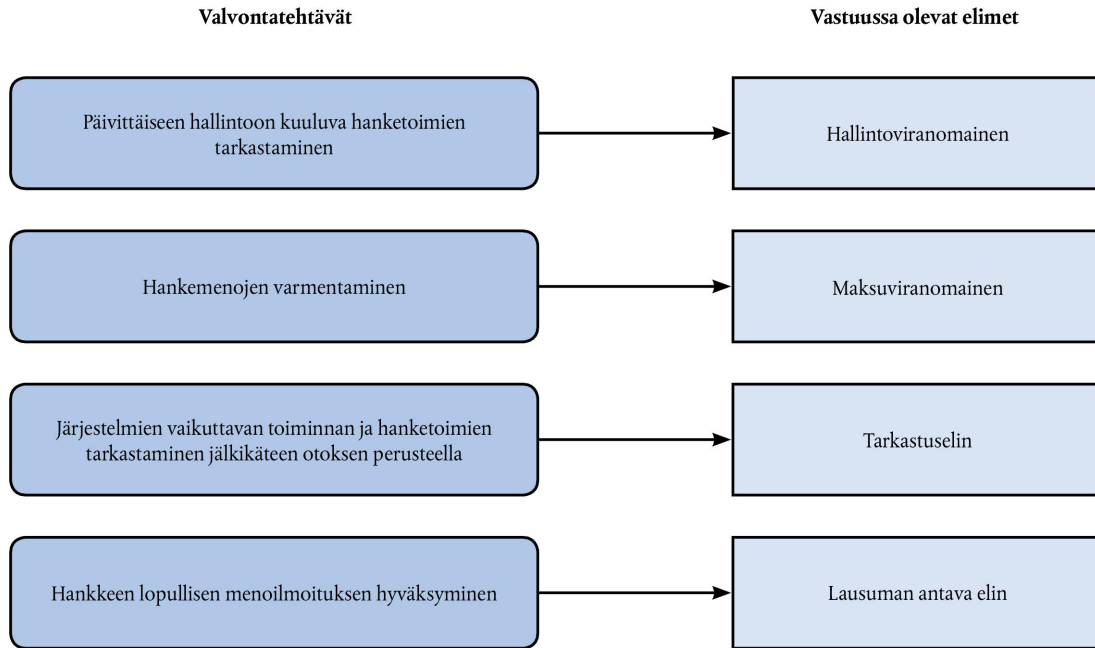 Valvontatehtävät
Vastuussa olevat elimet
Päivittäiseen hallintoon kuuluva hanketoimien
tarkastaminen
Hallintoviranomainen
Hankemenojen varmentaminen
Maksuviranomainen
Järjestelmien vaikuttavan toiminnan ja hanketoimien
tarkastaminen jälkikäteen otoksen perusteella
Tarkastuselin
Hankkeen lopullisen menoilmoituksen hyväksyminen
Lausuman antava elin